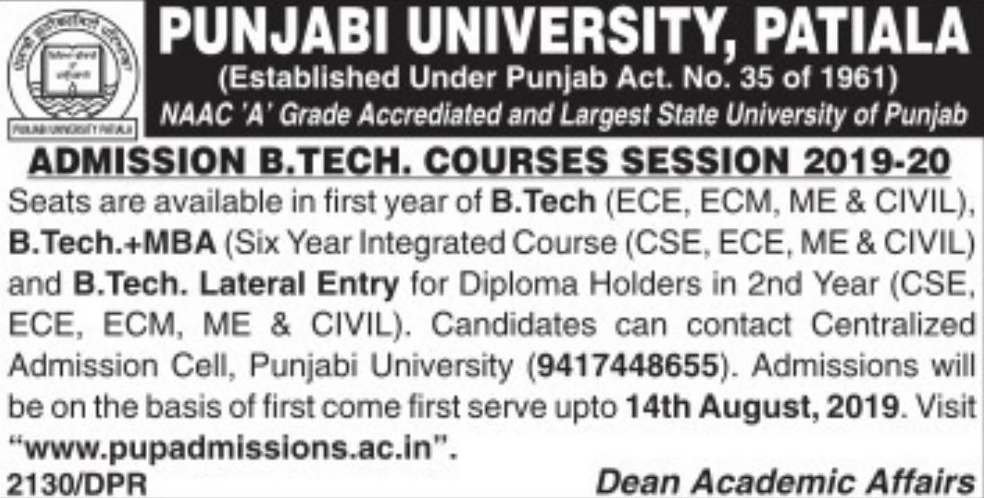 PUNJABI UNIVERSITY, PATIALA
(Established Under Punjab Act. No. 35 of 1961)
NAAC 'A' Grade Accrediated and Largest State University of Punjab
PUNJABI UNIVERSITY PATIALA
ADMISSION B.TECH. COURSES SESSION 2019-20
Seats are available in first year of B.Tech (ECE, ECM, ME & CIVIL),
B.Tech.+MBA (Six Year Integrated Course (CSE, ECE, ME & CIVIL)
and B.Tech. Lateral Entry for Diploma Holders in 2nd Year (CSE,
ECE, ECM, ME & CIVIL). Candidates can contact Centralized
Admission Cell, Punjabi University (9417448655). Admissions will
be on the basis of first come first serve upto 14th August, 2019. Visit
“www.pupadmissions.ac.in”.
2130/DPR Dean Academic Affairs